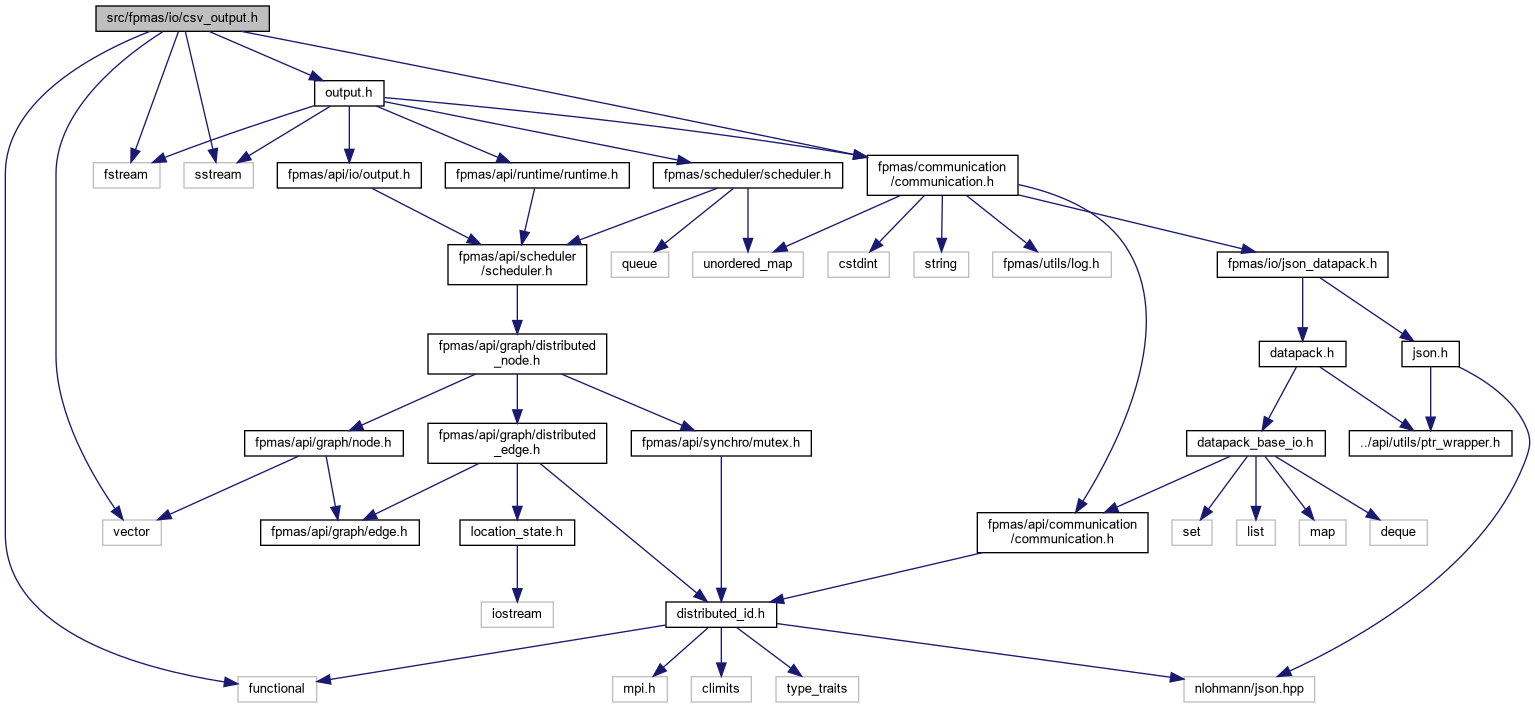 src/fpmas/io/csv_output.h
output.h
fstream
sstream
fpmas/api/io/output.h
fpmas/api/runtime/runtime.h
fpmas/scheduler/scheduler.h
fpmas/communication
/communication.h
fpmas/api/scheduler
/scheduler.h
queue
unordered_map
cstdint
string
fpmas/utils/log.h
fpmas/io/json_datapack.h
fpmas/api/graph/distributed
_node.h
datapack.h
json.h
fpmas/api/graph/node.h
fpmas/api/graph/distributed
_edge.h
fpmas/api/synchro/mutex.h
datapack_base_io.h
../api/utils/ptr_wrapper.h
vector
fpmas/api/graph/edge.h
location_state.h
fpmas/api/communication
/communication.h
set
list
map
deque
iostream
distributed_id.h
functional
mpi.h
climits
type_traits
nlohmann/json.hpp